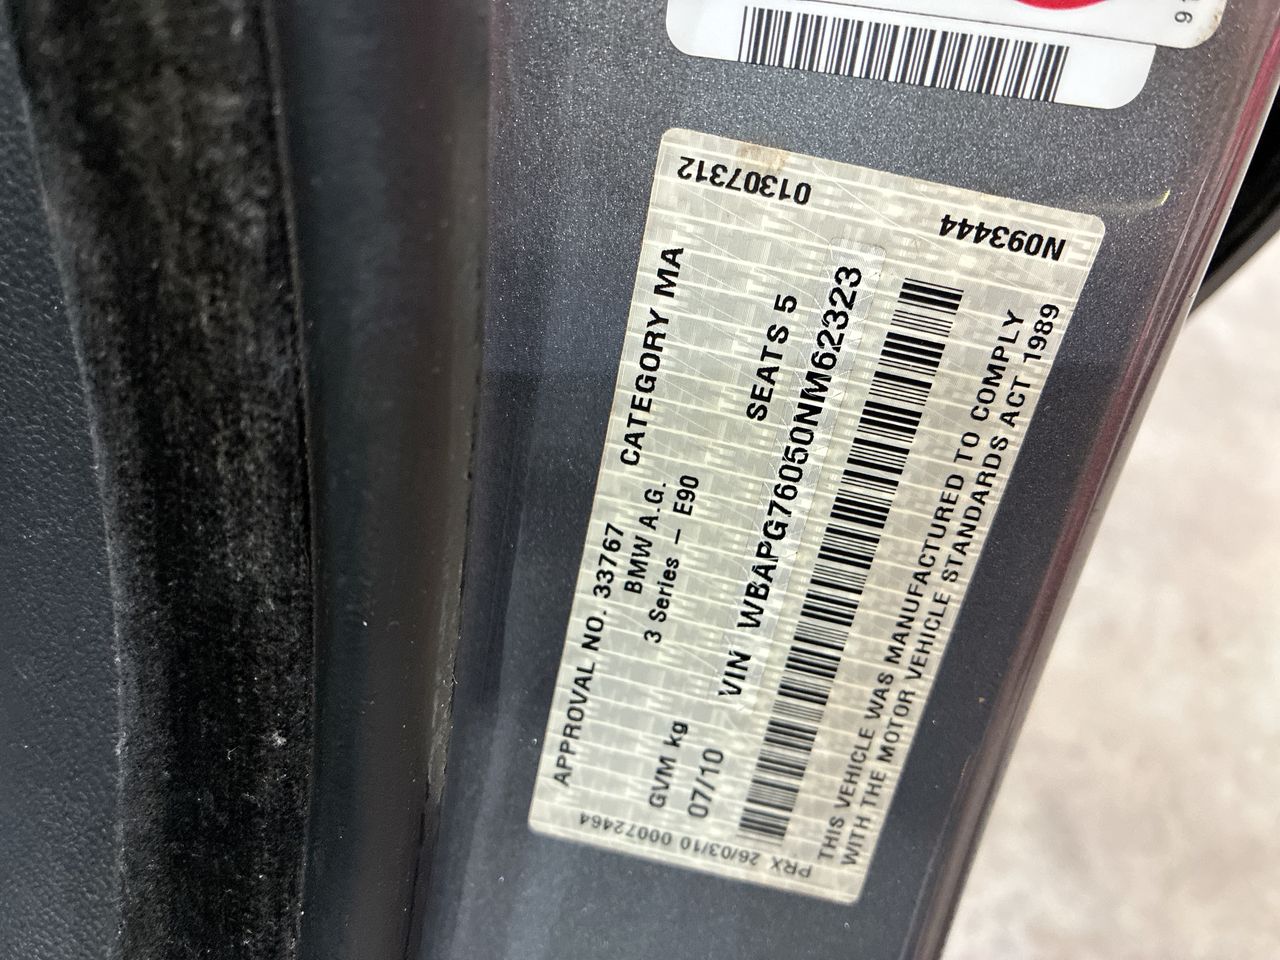 01307312
N093444
APPROVAL NO. 33767 CATEGORY MA
BMW A.G.
3 Series – E90
GVM kg
07/10 SEATS 5
VIN WBAPG76050NM62323
THIS VEHICLE WAS MANUFACTURED TO COMPLY
WITH THE MOTOR VEHICLE STANDARDS ACT 1989
PRX 26/03/10 00072464